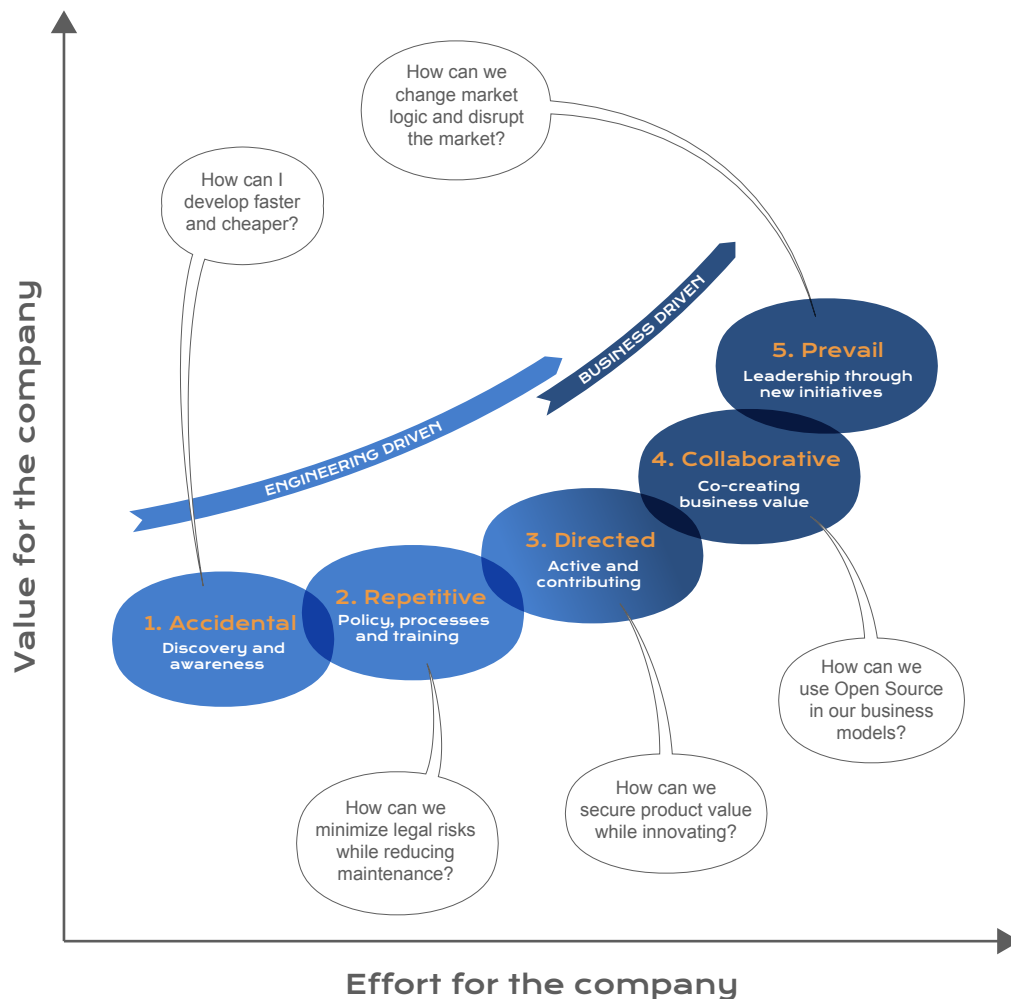 How can we
change market
logic and disrupt
the market?
How can I
develop faster
and cheaper?
Value for the company
ENGINEERING DRIVEN
BUSINESS DRIVEN
5. Prevail
Leadership through
new initiatives
4. Collaborative
Co-creating
business value
3. Directed
Active and
contributing
2. Repetitive
Policy, processes
and training
1. Accidental
Discovery and
awareness
How can we
use Open Source
in our business
models?
How can we
secure product value
while innovating?
How can we
minimize legal risks
while reducing
maintenance?
Effort for the company